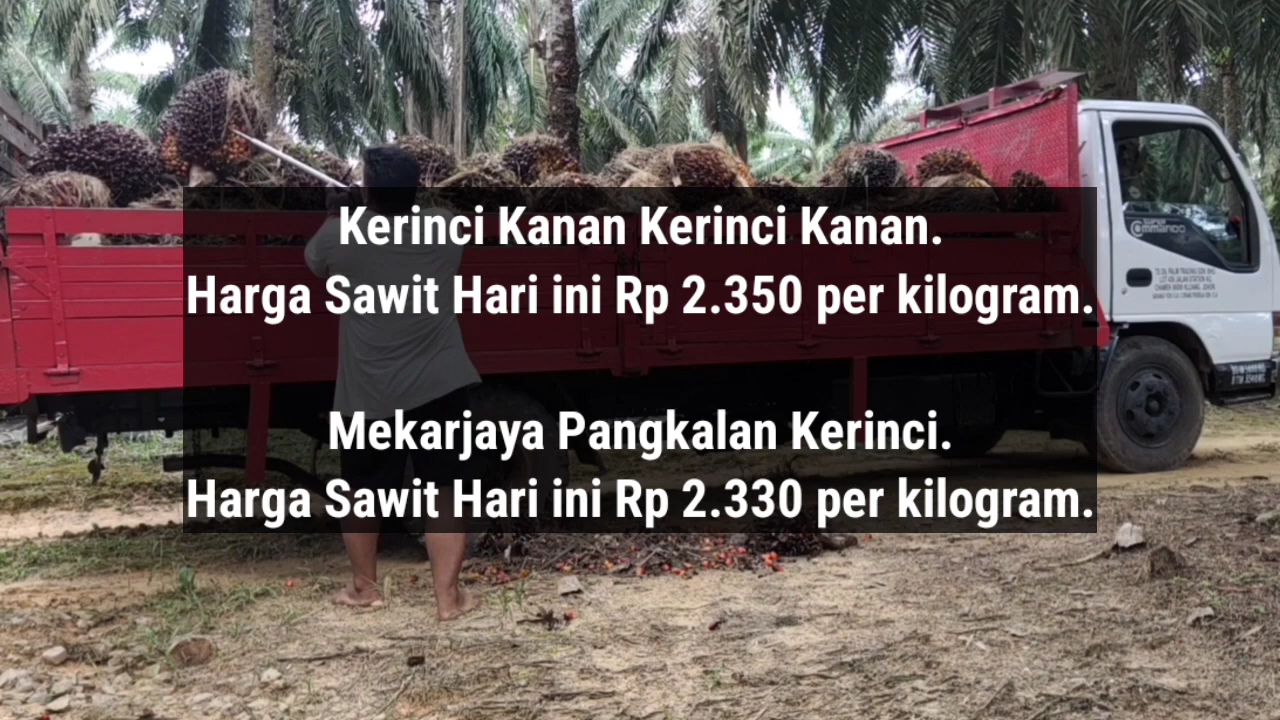 Kerinci Kanan Kerinci Kanan.
Harga Sawit Hari ini Rp 2.350 per kilogram.
Mekarjaya Pangkalan Kerinci.
Harga Sawit Hari ini Rp 2.330 per kilogram.
Commando